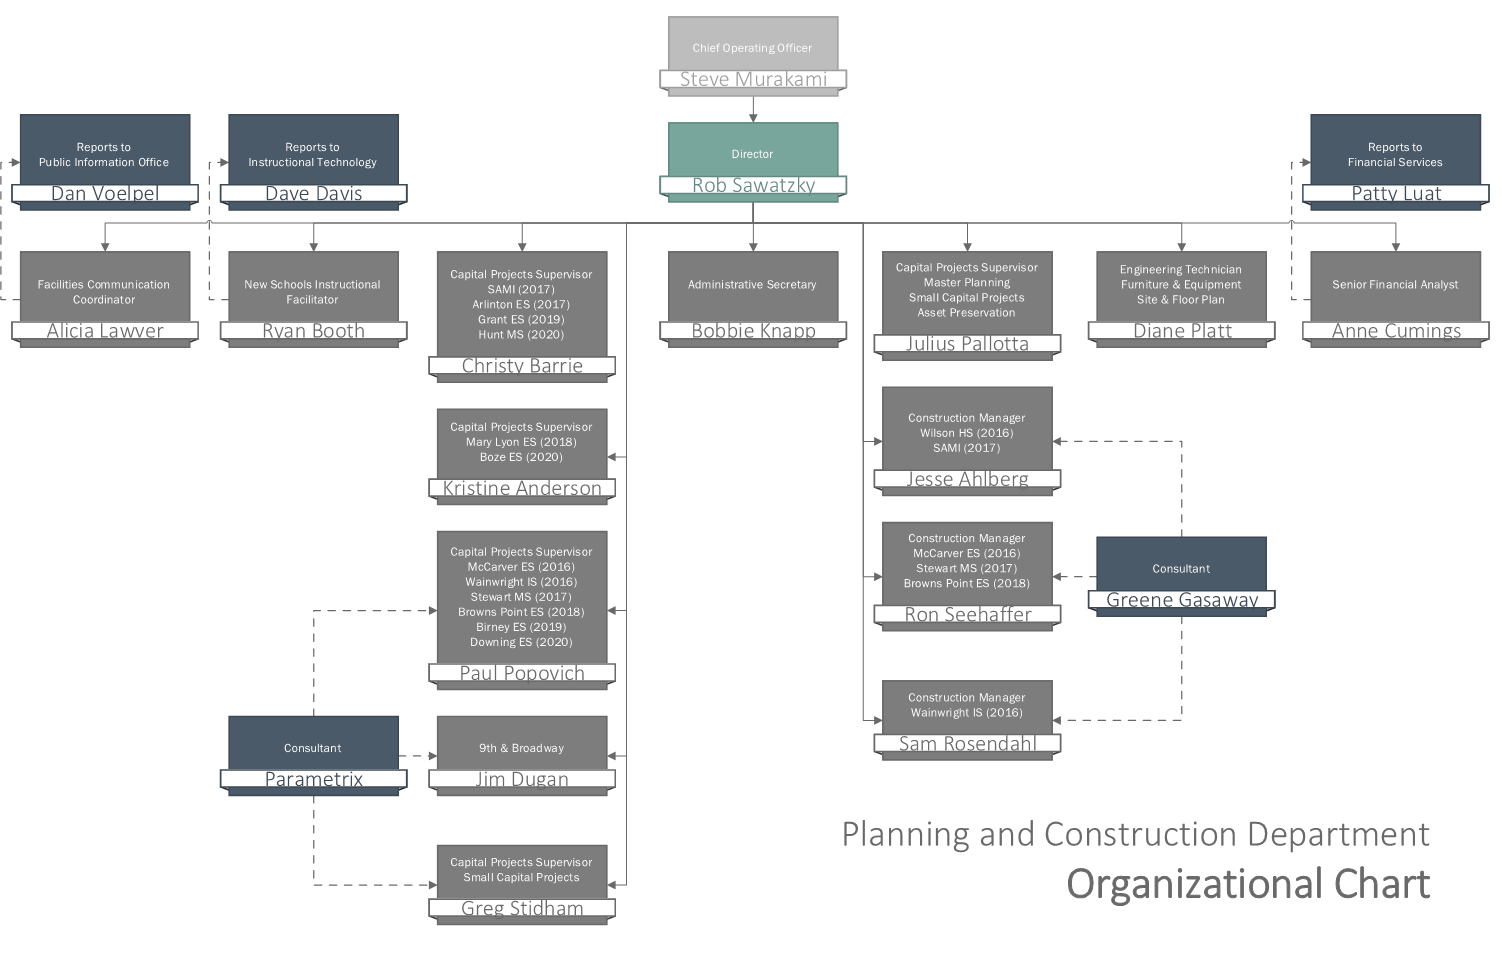 Chief Operating Officer
Steve Murakami
Director
Rob Sawatzky
Reports to
Public Information Office
Dan Voelpel
Reports to
Instructional Technology
Dave Davis
Reports to
Financial Services
Patty Luat
Facilities Communication
Coordinator
Alicia Lawver
New Schools Instructional
Facilitator
Ryan Booth
Capital Projects Supervisor
SAMI (2017)
Arlinton ES (2017)
Grant ES (2019)
Hunt MS (2020)
Christy Barrie
Administrative Secretary
Bobbie Knapp
Capital Projects Supervisor
Master Planning
Small Capital Projects
Asset Preservation
Julius Pallotta
Engineering Technician
Furniture & Equipment
Site & Floor Plan
Diane Platt
Senior Financial Analyst
Anne Cumings
Capital Projects Supervisor
Mary Lyon ES (2018)
Boze ES (2020)
Kristine Anderson
Construction Manager
Wilson HS (2016)
SAMI (2017)
Jesse Ahlberg
Capital Projects Supervisor
McCarver ES (2016)
Wainwright IS (2016)
Stewart MS (2017)
Browns Point ES (2018)
Birney ES (2019)
Downing ES (2020)
Paul Popovich
Construction Manager
McCarver ES (2016)
Stewart MS (2017)
Browns Point ES (2018)
Ron Seehaffer
Consultant
Greene Gasaway
Consultant
Parametrix
9th & Broadway
Jim Dugan
Construction Manager
Wainwright IS (2016)
Sam Rosendahl
Capital Projects Supervisor
Small Capital Projects
Greg Stidham
Planning and Construction Department
Organizational Chart